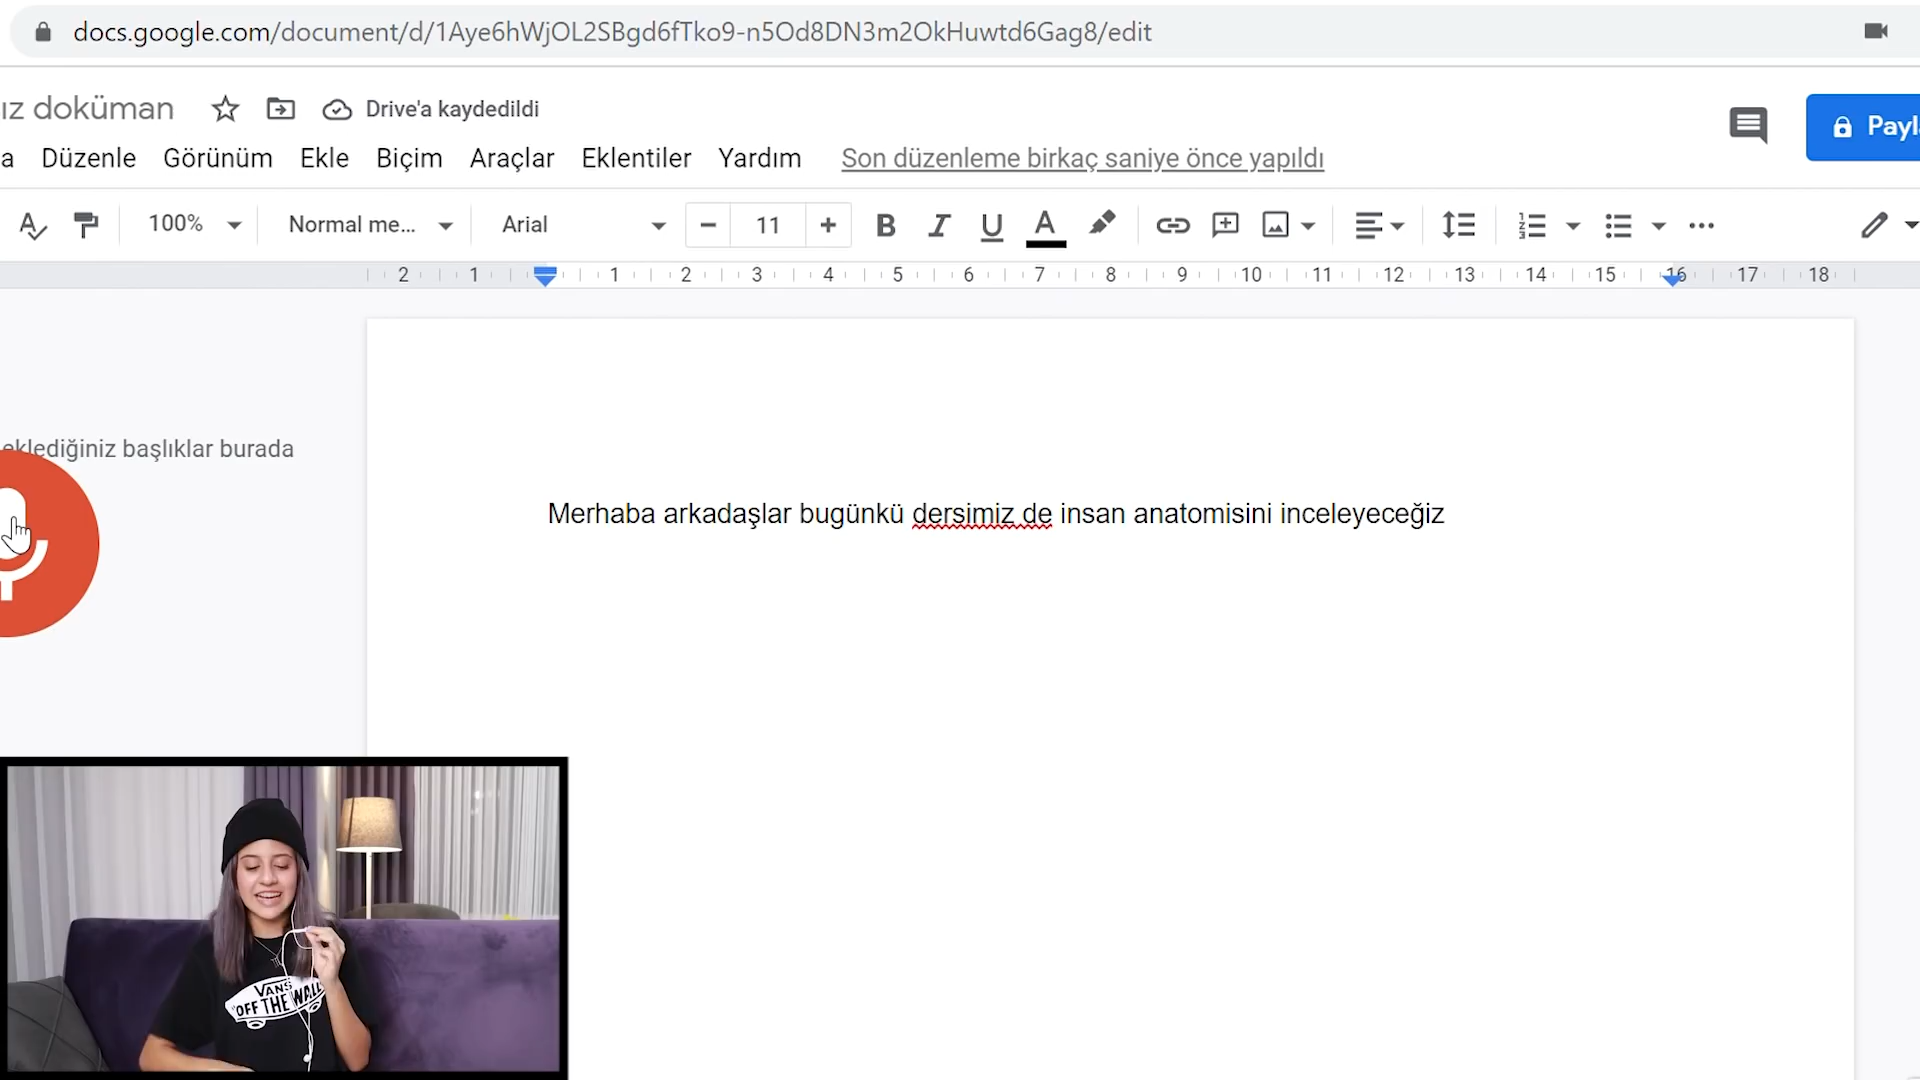 docs.google.com/document/d/1Aye6hWjOL2SBgd6fTko9-n5Od8DN3m2OkHuwtd6Gag8/edit
ız doküman Drive'a kaydedildi
Payla
a Düzenle Görünüm Ekle Biçim Araçlar Eklentiler Yardım Son düzenleme birkaç saniye önce yapıldı
100% Normal me... Arial 11
2 1 1 2 3 4 5 6 7 8 9 10 11 12 13 14 15 16 17 18
eklediğiniz başlıklar burada
Merhaba arkadaşlar bugünkü dersimiz de insan anatomisini inceleyeceğiz
VANS
"OFF THE WALL